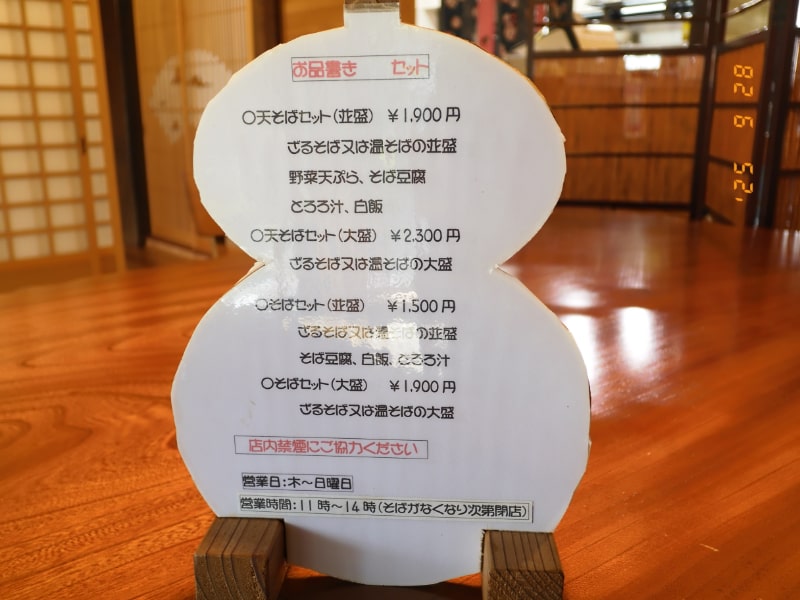 お品書き セット
〇天そばセット(並盛) ￥1,900円
ざるそば又は温そばの並盛
野菜天ぷら、そば豆腐
とろろ汁、白飯
〇天そばセット(大盛) ￥2,300円
ざるそば又は温そばの大盛
〇そばセット(並盛) ￥1,500円
ざるそば又は温そばの並盛
そば豆腐、白飯、とろろ汁
〇そばセット(大盛) ￥1,900円
ざるそば又は温そばの大盛
店内禁煙にご協力ください
営業日:木～日曜日
営業時間:11時～14時(そばがなくなり次第閉店)
'25 9 28